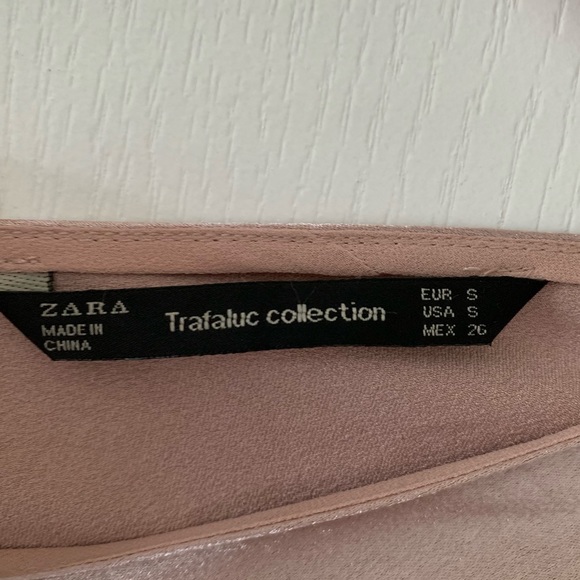 ZARA
MADE IN
CHINA
Trafaluc collection
EUR S
USA S
MEX 26